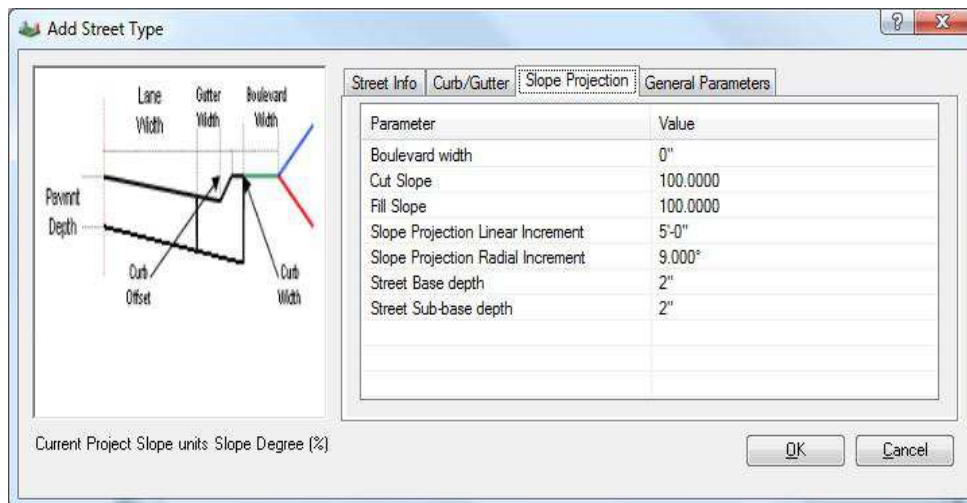 Add Street Type
Lane Width
Gutter Width
Boulevard Width
Pavmnt Depth
Curb Offset
Curb Width
Street Info
Curb/Gutter
Slope Projection
General Parameters
Parameter Value
Boulevard width 0"
Cut Slope 100.0000
Fill Slope 100.0000
Slope Projection Linear Increment 5'-0"
Slope Projection Radial Increment 9.000°
Street Base depth 2"
Street Sub-base depth 2"
Current Project Slope units Slope Degree (%)
OK
Cancel